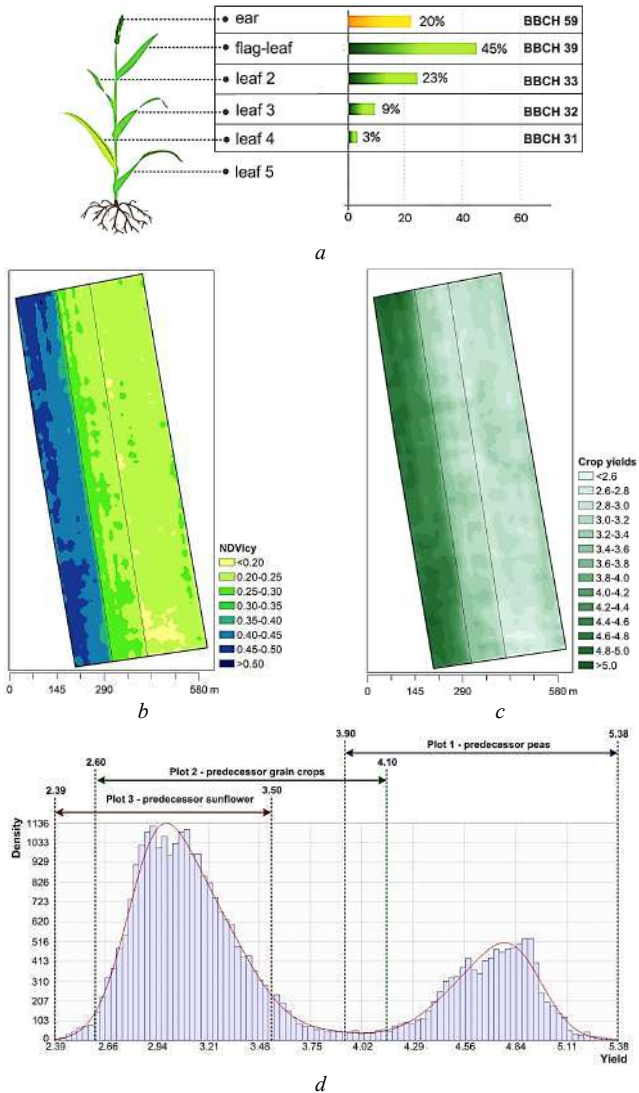 ear 20% BBCH 59
flag-leaf 45% BBCH 39
leaf 2 23% BBCH 33
leaf 3 9% BBCH 32
leaf 4 3% BBCH 31
leaf 5
0 20 40 60
a
NDVIcy
<0.20
0.20-0.25
0.25-0.30
0.30-0.35
0.35-0.40
0.40-0.45
0.45-0.50
>0.50
0 145 290 580 m
b
Crop yields
<2.6
2.6-2.8
2.8-3.0
3.0-3.2
3.2-3.4
3.4-3.6
3.6-3.8
3.8-4.0
4.0-4.2
4.2-4.4
4.4-4.6
4.6-4.8
4.8-5.0
>5.0
0 145 290 580 m
c
3.90 5.38
Plot 1 - predecessor peas
2.60 4.10
Plot 2 - predecessor grain crops
2.39 3.50
Plot 3 - predecessor sunflower
Density
1136
1033
929
826
723
620
516
413
310
207
103
0
2.39 2.66 2.94 3.21 3.48 3.75 4.02 4.29 4.56 4.84 5.11 5.38
Yield
d